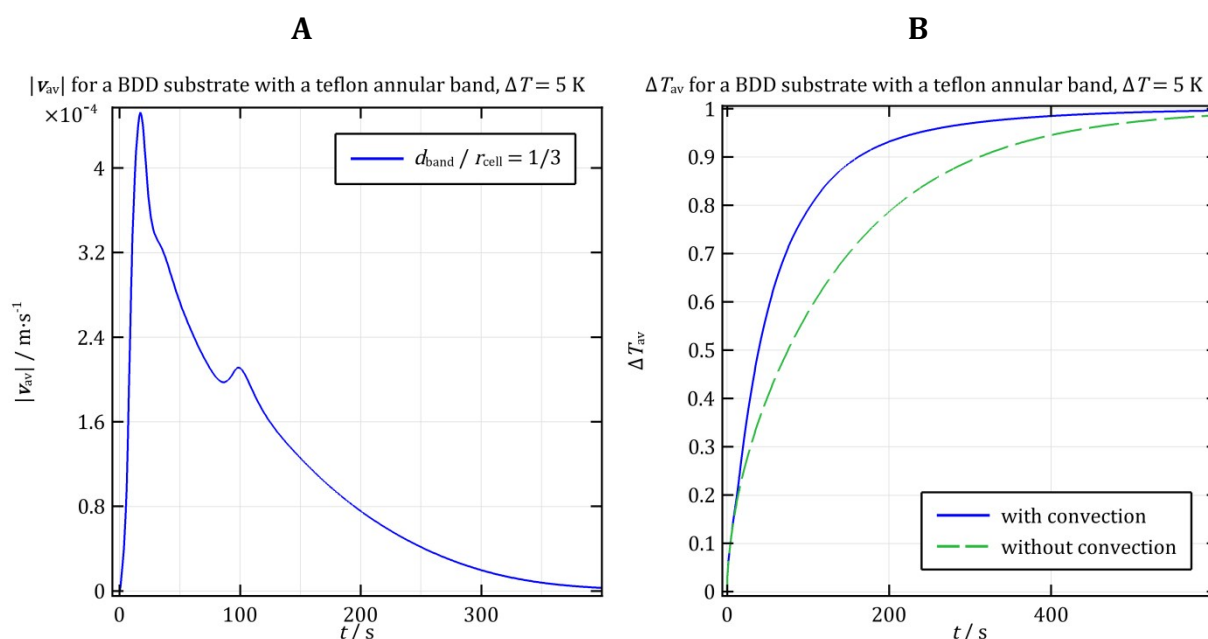 A
B
|v_av| for a BDD substrate with a teflon annular band, ΔT = 5 K
×10⁻⁴
d_band / r_cell = 1/3
4
3.2
2.4
1.6
0.8
0
|v_av| / m·s⁻¹
0
100
200
300
t / s
ΔT_av for a BDD substrate with a teflon annular band, ΔT = 5 K
1
0.9
0.8
0.7
0.6
0.5
0.4
0.3
0.2
0.1
0
ΔT_av
with convection
without convection
0
200
400
t / s